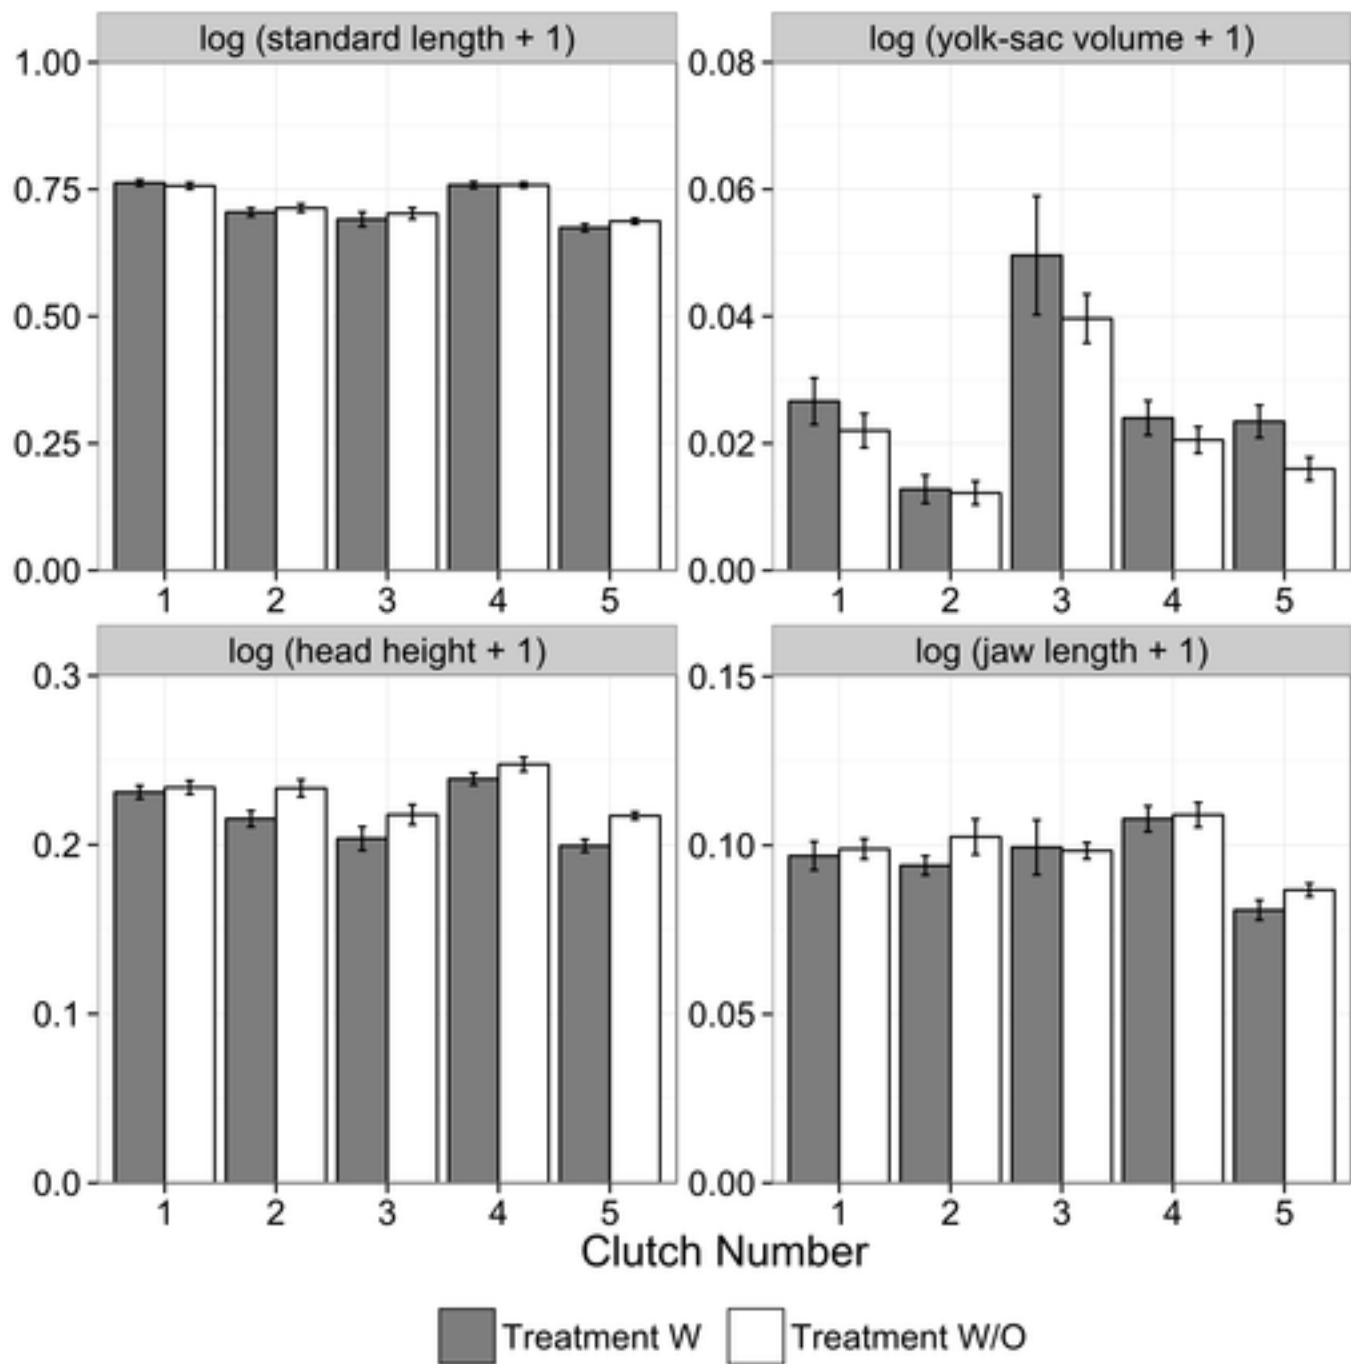 log (standard length + 1)
1.00
0.75
0.50
0.25
0.00
1 2 3 4 5
log (yolk-sac volume + 1)
0.08
0.06
0.04
0.02
0.00
1 2 3 4 5
log (head height + 1)
0.3
0.2
0.1
0.0
1 2 3 4 5
log (jaw length + 1)
0.15
0.10
0.05
0.00
1 2 3 4 5
Clutch Number
Treatment W Treatment W/O